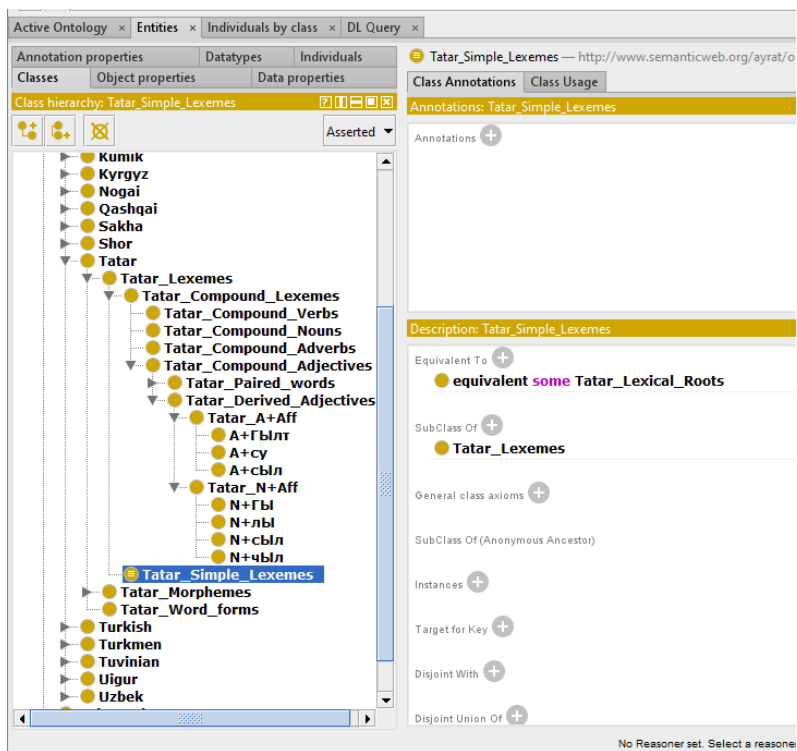 Active Ontology × Entities × Individuals by class × DL Query ×
Annotation properties Datatypes Individuals
Classes Object properties Data properties
Class hierarchy: Tatar_Simple_Lexemes
Asserted
Kumik
Kyrgyz
Nogai
Qashqai
Sakha
Shor
Tatar
Tatar_Lexemes
Tatar_Compound_Lexemes
Tatar_Compound_Verbs
Tatar_Compound_Nouns
Tatar_Compound_Adverbs
Tatar_Compound_Adjectives
Tatar_Paired_words
Tatar_Derived_Adjectives
Tatar_A+Aff
А+ГЫлт
А+су
А+сЫл
Tatar_N+Aff
N+ГЫ
N+лЫ
N+сЫл
N+чЫл
Tatar_Simple_Lexemes
Tatar_Morphemes
Tatar_Word_forms
Turkish
Turkmen
Tuvinian
Uigur
Uzbek
Tatar_Simple_Lexemes — http://www.semanticweb.org/ayrat/o
Class Annotations Class Usage
Annotations: Tatar_Simple_Lexemes
Annotations
Description: Tatar_Simple_Lexemes
Equivalent To
equivalent some Tatar_Lexical_Roots
SubClass Of
Tatar_Lexemes
General class axioms
SubClass Of (Anonymous Ancestor)
Instances
Target for Key
Disjoint With
Disjoint Union Of
No Reasoner set. Select a reasoner